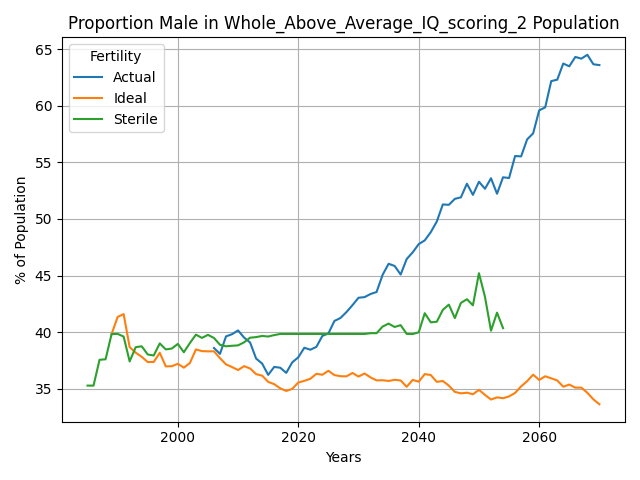 Proportion Male in Whole_Above_Average_IQ_scoring_2 Population
Fertility
Actual
Ideal
Sterile
% of Population
65
60
55
50
45
40
35
2000
2020
2040
2060
Years